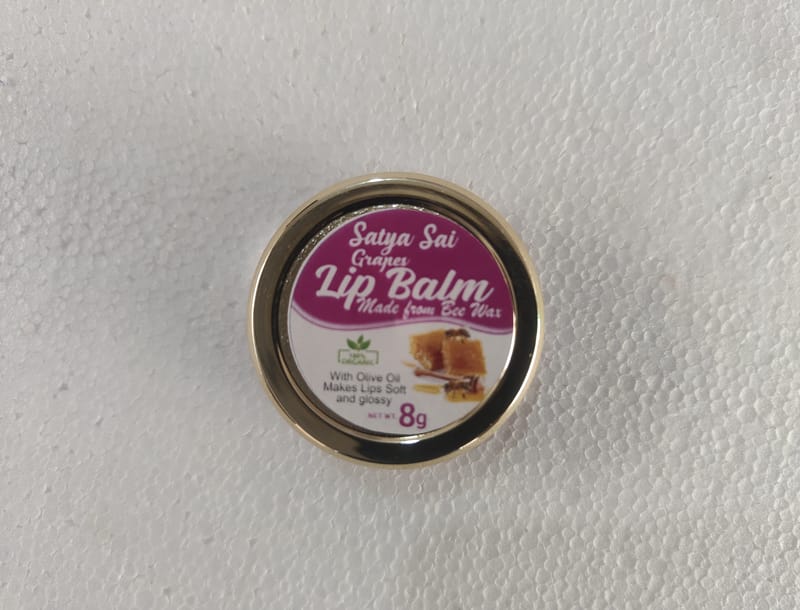 Satya Sai
Grapes
Lip Balm
Made from Bee Wax
100%
ORGANIC
With Olive Oil
Makes Lips Soft
and glossy
NET WT. 8g